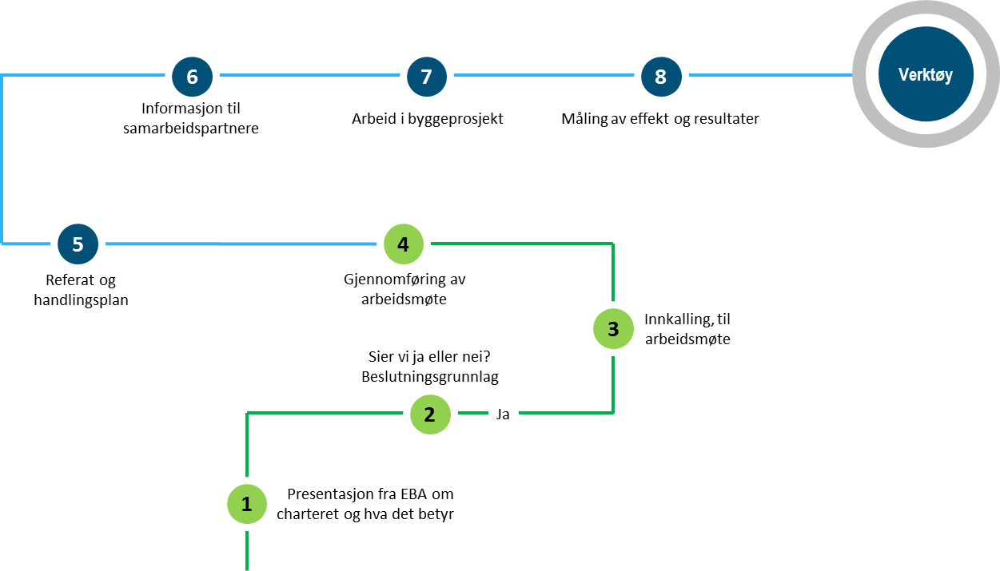 6
Informasjon til
samarbeidspartnere
7
Arbeid i byggeprosjekt
8
Måling av effekt og resultater
Verktøy
5
Referat og
handlingsplan
4
Gjennomføring av
arbeidsmøte
3
Innkalling, til
arbeidsmøte
Sier vi ja eller nei?
Beslutningsgrunnlag
2
Ja
1
Presentasjon fra EBA om
charteret og hva det betyr